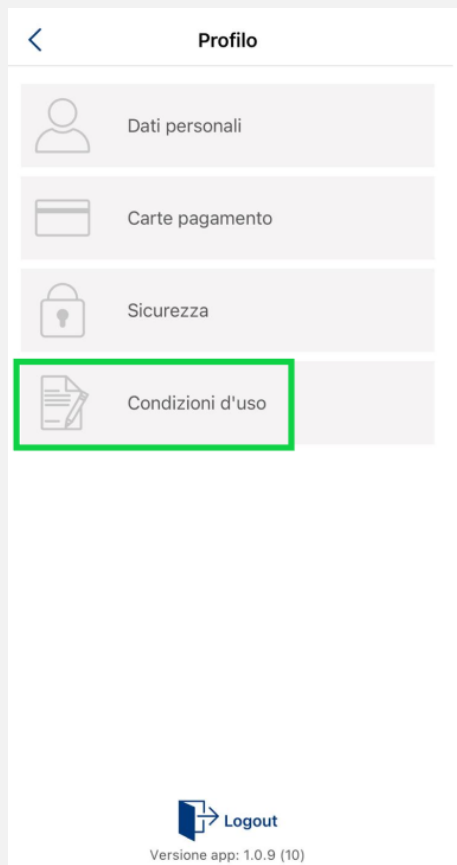 Profilo
Dati personali
Carte pagamento
Sicurezza
Condizioni d'uso
Logout
Versione app: 1.0.9 (10)